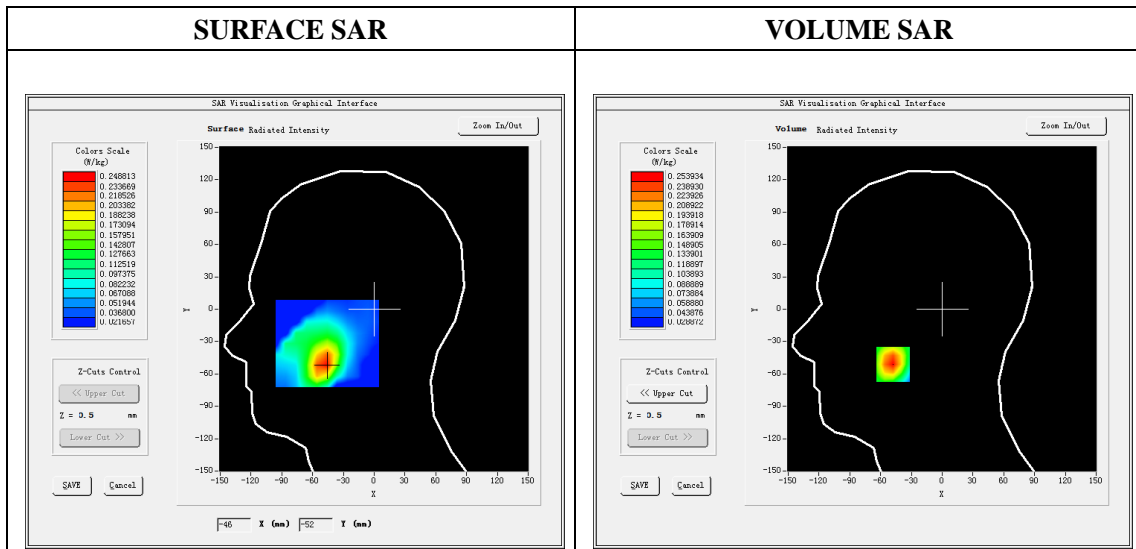 SURFACE SAR
VOLUME SAR
SAR Visualisation Graphical Interface
Surface Radiated Intensity
Zoom In/Out
Colors Scale
(W/kg)
0.248813
0.233669
0.218526
0.203382
0.188238
0.173094
0.157951
0.142807
0.127663
0.112519
0.097375
0.082232
0.067088
0.051944
0.036800
0.021657
Z-Cuts Control
<< Upper Cut
Z = 0.5 mm
Lower Cut >>
SAVE
Cancel
150
120
90
60
30
0
-30
-60
-90
-120
-150
Y
-150 -120 -90 -60 -30 0 30 60 90 120 150
X
-46 X (mm) -52 Y (mm)
SAR Visualisation Graphical Interface
Volume Radiated Intensity
Zoom In/Out
Colors Scale
(W/kg)
0.253934
0.238930
0.223926
0.208922
0.193918
0.178914
0.163909
0.148905
0.133901
0.118897
0.103893
0.088889
0.073884
0.058880
0.043876
0.028872
Z-Cuts Control
<< Upper Cut
Z = 0.5 mm
Lower Cut >>
SAVE
Cancel
150
120
90
60
30
0
-30
-60
-90
-120
-150
Y
-150 -120 -90 -60 -30 0 30 60 90 120 150
X